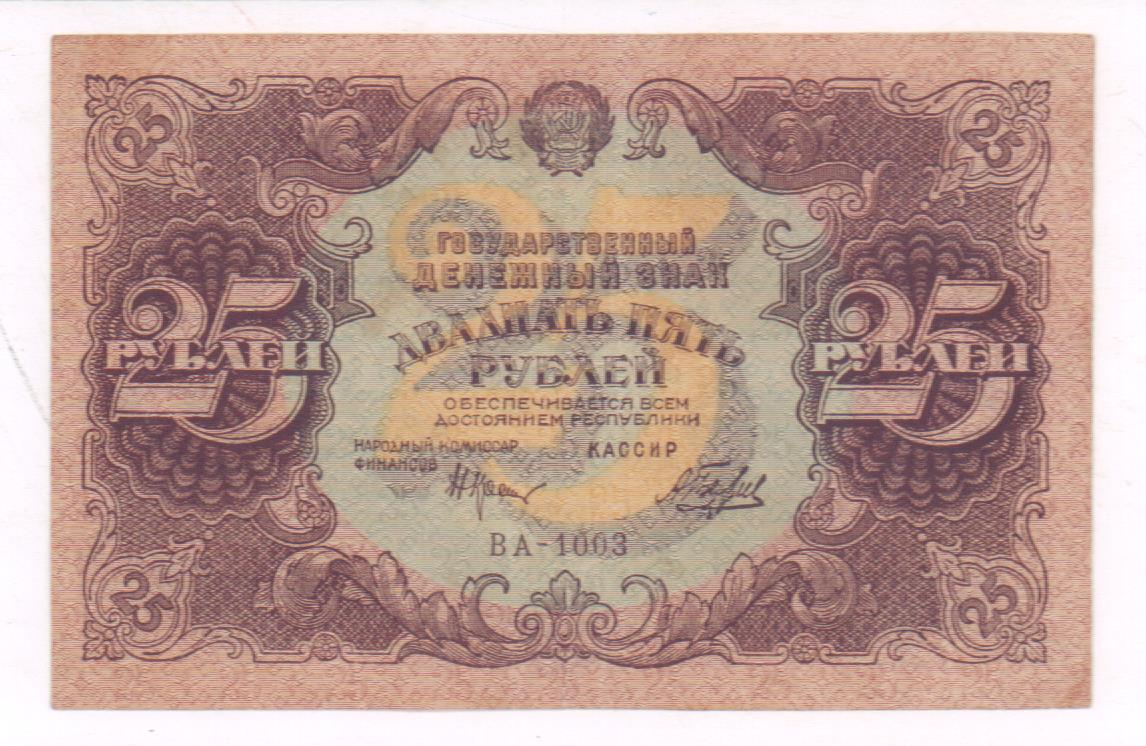 25 25
25
ГОСУДАРСТВЕННЫЙ
ДЕНЕЖНЫЙ ЗНАК
ДВАДЦАТЬ ПЯТЬ
РУБЛЕЙ
25 РУБЛЕЙ
25 РУБЛЕЙ
ОБЕСПЕЧИВАЕТСЯ ВСЕМ
ДОСТОЯНИЕМ РЕСПУБЛИКИ
НАРОДНЫЙ КОМИССАР
ФИНАНСОВ
КАССИР
ВА-1003
25 25